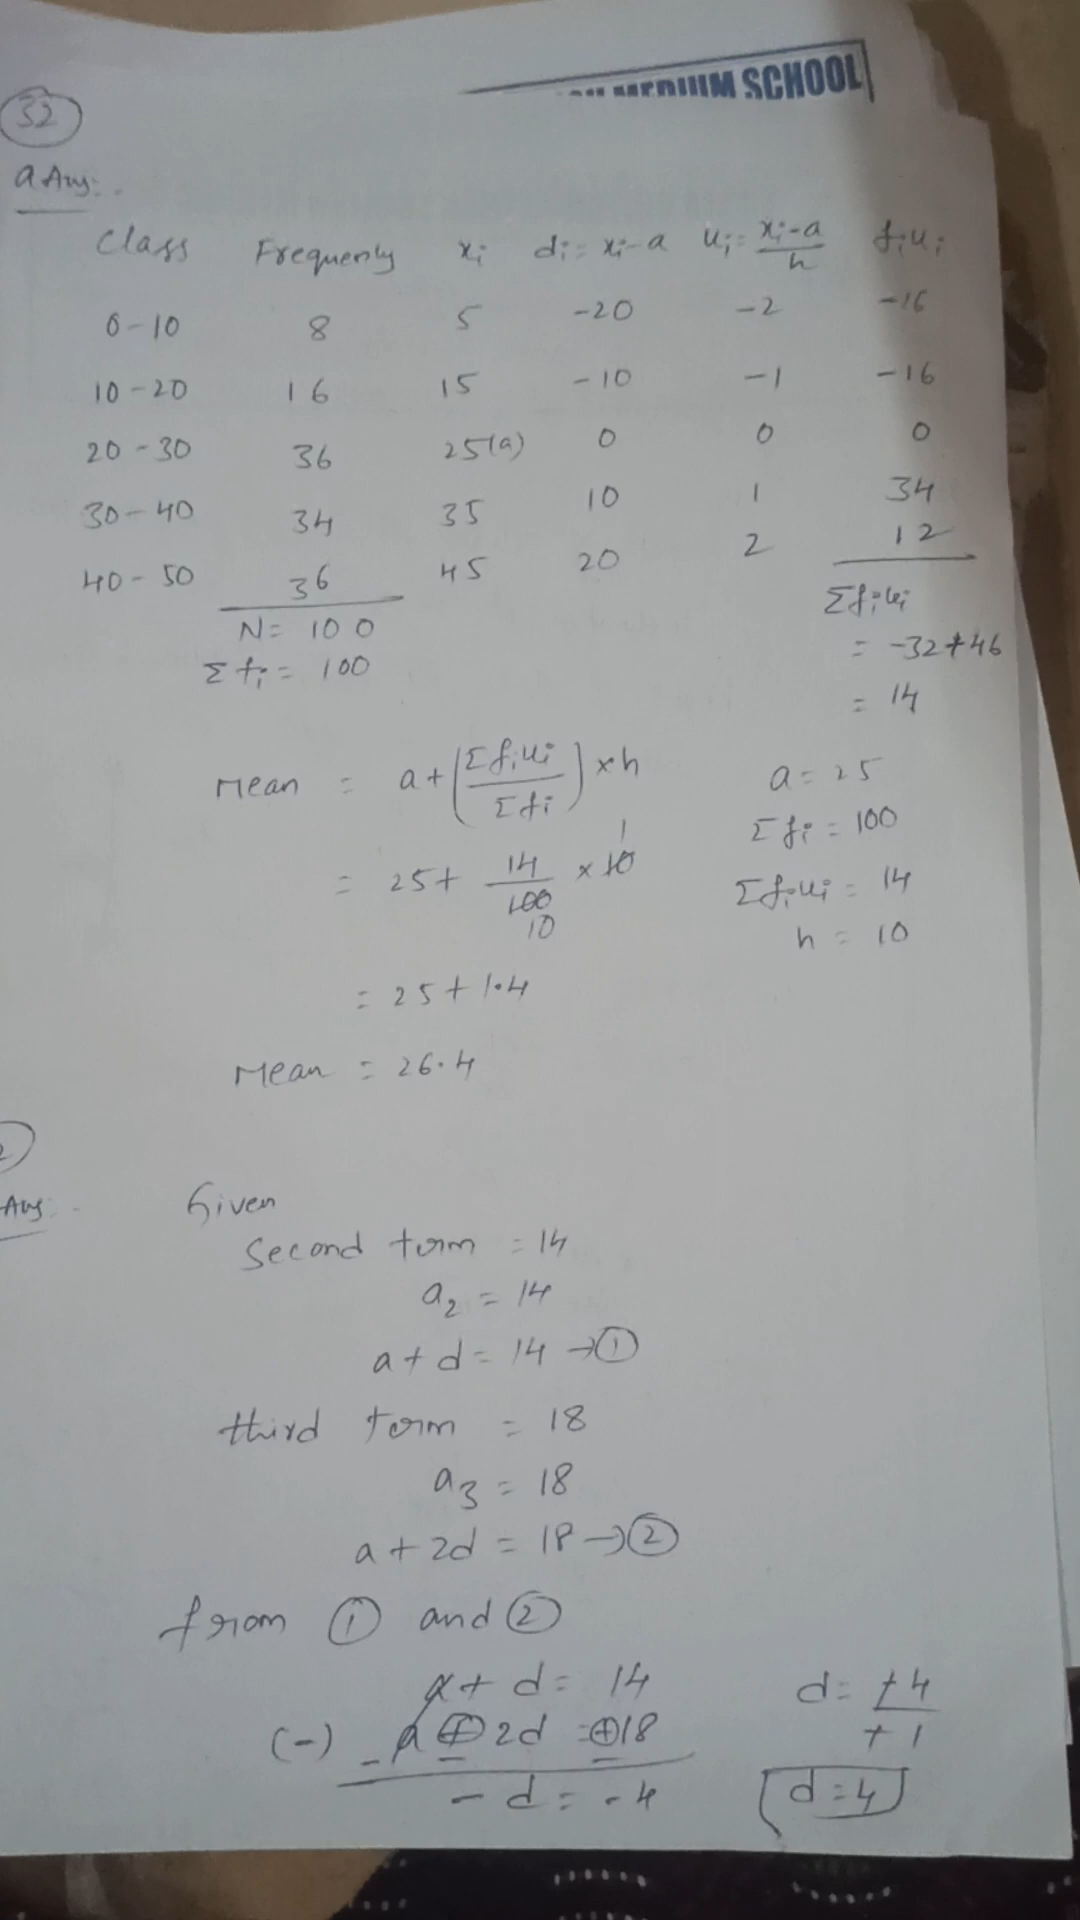 MEDIUM SCHOOL
32
a Ans:-
Class Frequency xi di = xi-a ui = xi-a/h fiui
0-10 8 5 -20 -2 -16
10-20 16 15 -10 -1 -16
20-30 36 25(a) 0 0 0
30-40 34 35 10 1 34
40-50 36 45 20 2 12
N= 100 Σfiui
Σfi = 100 = -32+46
= 14
Mean = a+(Σfiui/Σfi)×h a= 25
Σfi = 100
= 25+ 14/100 × 10 Σfiui = 14
1
10 h = 10
= 25+1.4
Mean = 26.4
Ans:-
Given
Second term = 14
a2 = 14
a+d= 14 →①
third term = 18
a3 = 18
a+2d = 18 →②
from ① and ②
a+ d= 14 d= +4/+1
(-) a + 2d = +18
- - -
-d= -4 d=4